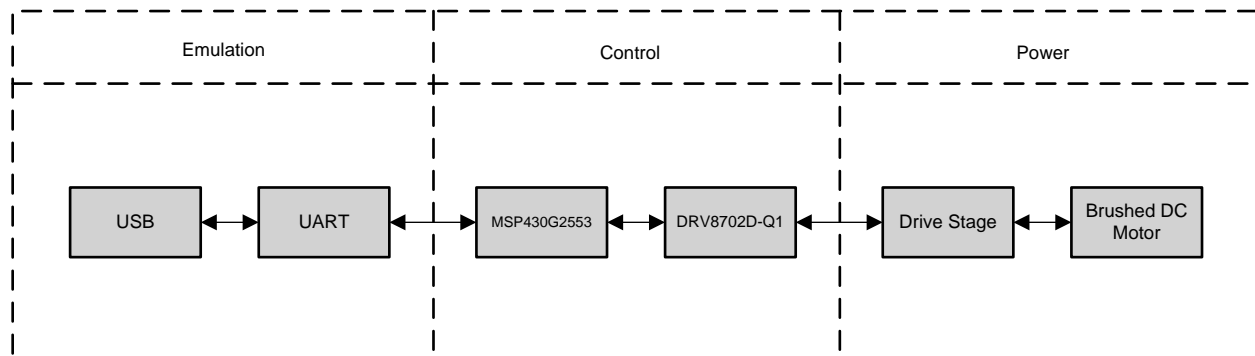 Emulation
Control
Power
USB
UART
MSP430G2553
DRV8702D-Q1
Drive Stage
Brushed DC
Motor